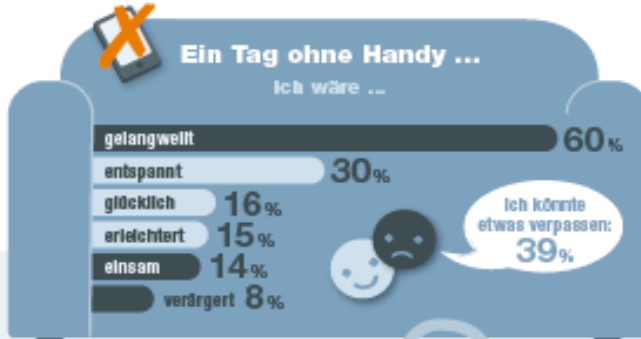 Ein Tag ohne Handy ...
Ich wäre ...
gelangweilt 60%
entspannt 30%
glücklich 16%
erleichtert 15%
einsam 14%
verärgert 8%
Ich könnte
etwas verpassen:
39%